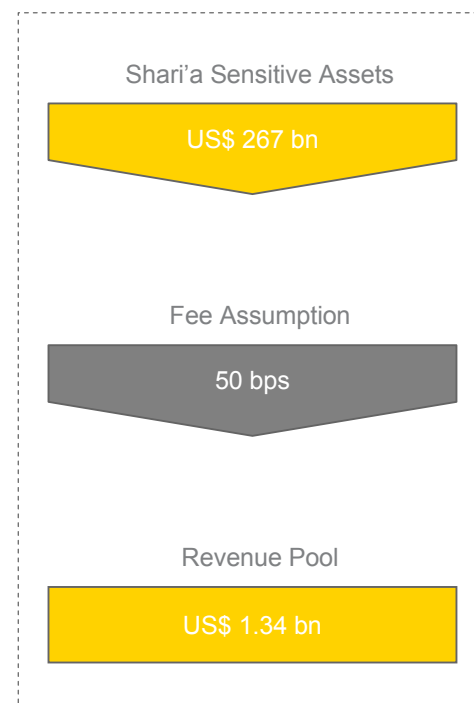 Shari’a Sensitive Assets
US$ 267 bn
Fee Assumption
50 bps
Revenue Pool
US$ 1.34 bn